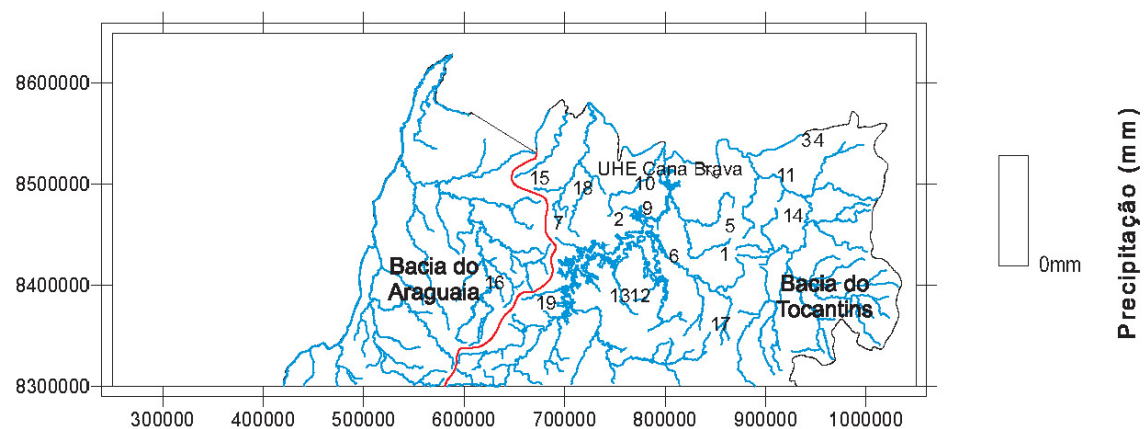 8600000
8500000
8400000
8300000
34
UHE Cana Brava
15
18
10
11
7
2
9
14
5
6
1
Bacia do
Araguaia
16
19
1312
Bacia do
Tocantins
17
300000 400000 500000 600000 700000 800000 900000 1000000
0mm
Precipitação (mm)